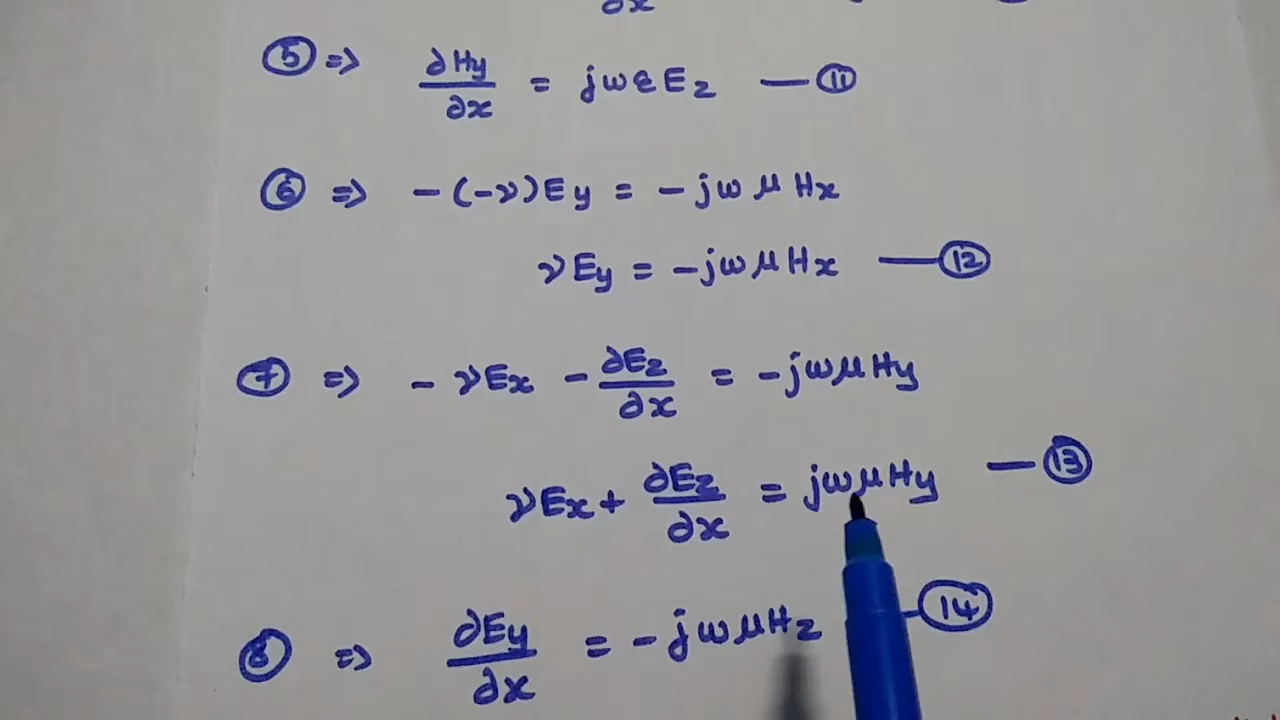 ∂x
⑤ ⇒ ∂Hy/∂x = jωεEz — ⑪
⑥ ⇒ -(-γ)Ey = -jωμHx
γEy = -jωμHx — ⑫
⑦ ⇒ -γEx - ∂Ez/∂x = -jωμHy
γEx + ∂Ez/∂x = jωμHy — ⑬
⑧ ⇒ ∂Ey/∂x = -jωμHz — ⑭